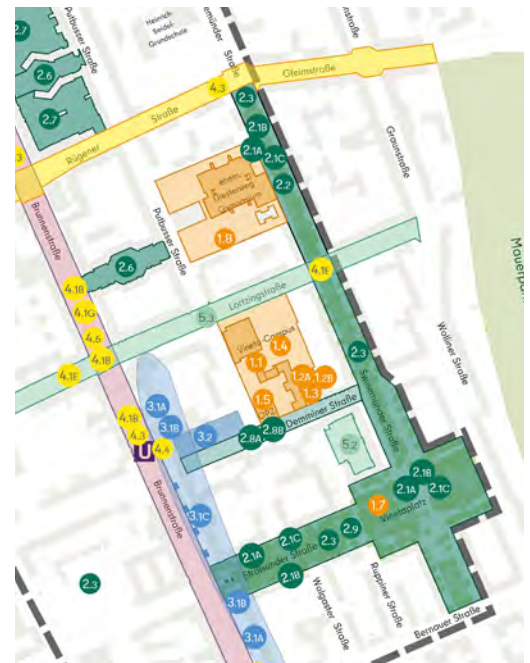 2.7
Putbusser Straße
Heinrich-
Seidel-
Grundschule
Swinemünder Straße
Graunstraße
2.6
4.3
Gleimstraße
2.7
Rügener
Straße
2.3
2.1B
2.1A
2.1C
2.2
ehem.
Diesterweg
Gymnasium
Graunstraße
Brunnenstraße
Putbusser Straße
1.8
Mauerpark
2.6
4.1E
4.1B
4.1G
4.6
4.1B
4.1E
Lortzingstraße
5.3
Wolliner Straße
Vineta-Campus
1.4
1.1
1.2A
1.2B
1.3
1.5
2.3
Swinemünder Straße
3.1A
3.1B
3.2
4.1B
4.3
4.4
U
2.8A
2.8B
Demminer Straße
5.2
Brunnenstraße
3.1C
2.1B
2.1A
2.1C
Vinetaplatz
1.7
2.1A
2.1C
2.3
2.9
Stralsunder Straße
2.1B
2.3
3.1B
3.1A
Wolgaster Straße
Ruppiner Straße
Bernauer Straße